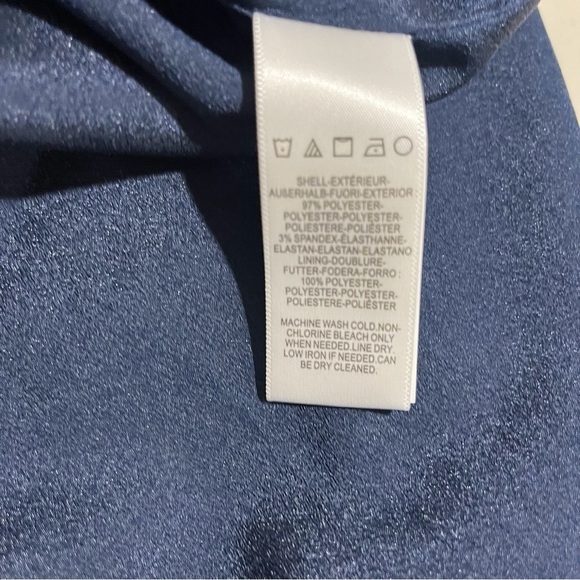 SHELL-EXTÉRIEUR-
AUßERHALB-FUORI-EXTERIOR:
97% POLYESTER-
POLYESTER-POLYESTER-
POLIESTERE-POLIÉSTER
3% SPANDEX-ÉLASTHANNE-
ELASTAN-ELASTAN-ELASTANO
LINING-DOUBLURE-
FUTTER-FODERA-FORRO:
100% POLYESTER-
POLYESTER-POLYESTER-
POLIESTERE-POLIÉSTER
MACHINE WASH COLD.NON-
CHLORINE BLEACH ONLY
WHEN NEEDED.LINE DRY.
LOW IRON IF NEEDED.CAN
BE DRY CLEANED.